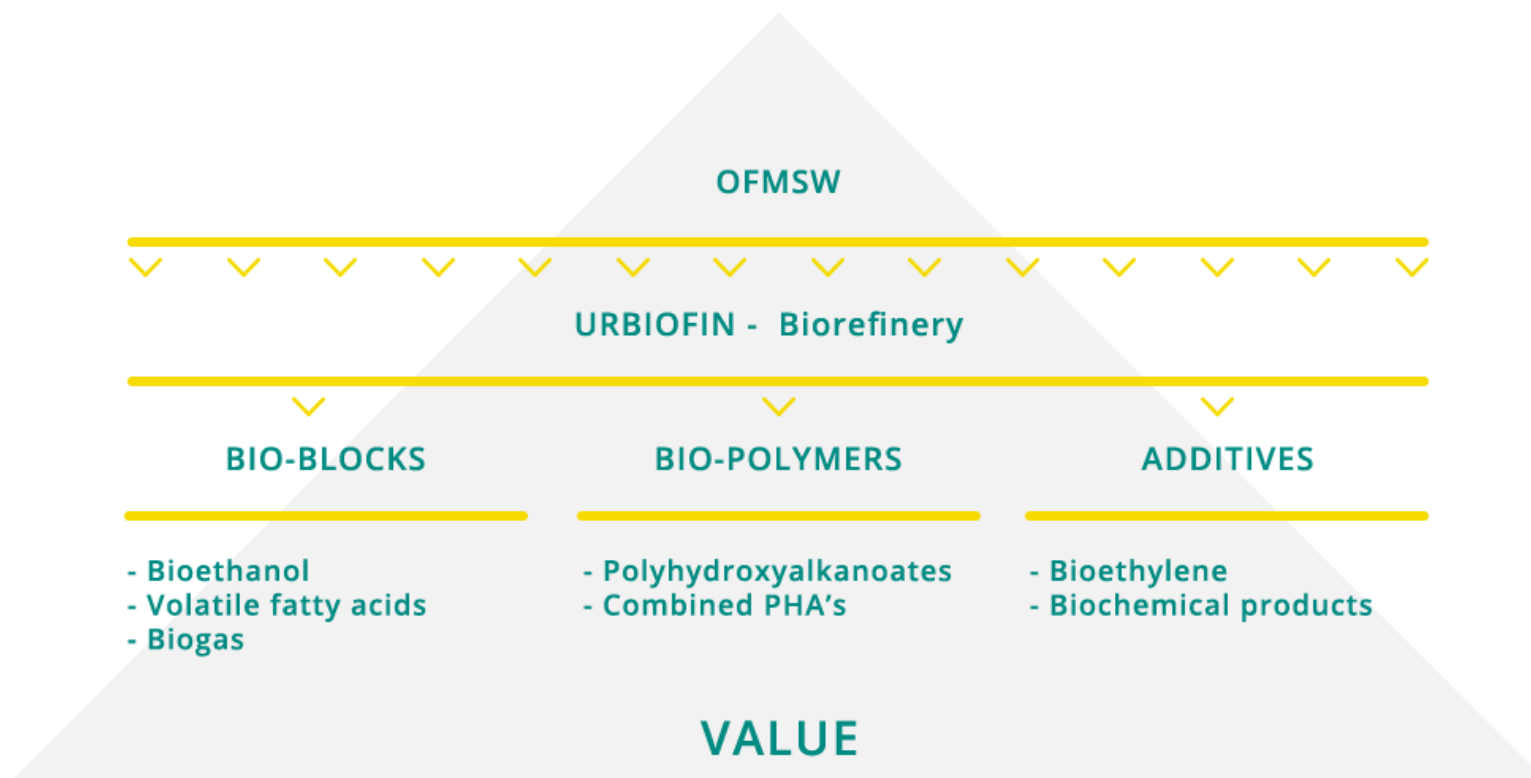 OFMSW
URBIOFIN - Biorefinery
BIO-BLOCKS
- Bioethanol
- Volatile fatty acids
- Biogas
BIO-POLYMERS
- Polyhydroxyalkanoates
- Combined PHA’s
ADDITIVES
- Bioethylene
- Biochemical products
VALUE